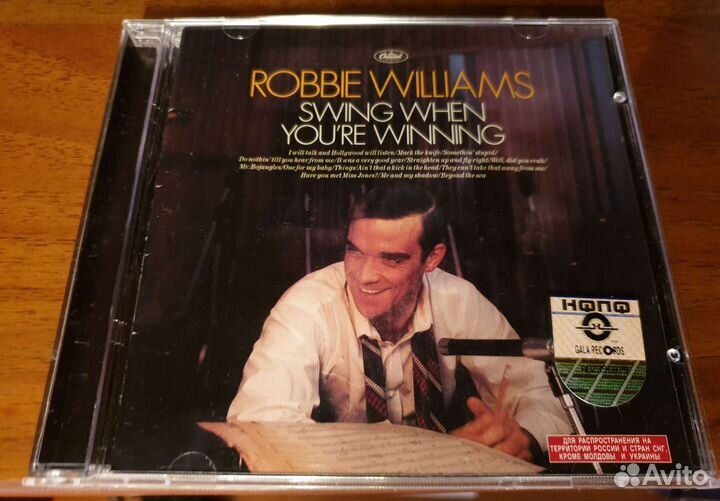 Capitol
ROBBIE WILLIAMS
SWING WHEN
YOU'RE WINNING
I will talk and Hollywood will listen/Mack the knife/Somethin' stupid/
Do nothin' till you hear from me/It was a very good year/Straighten up and fly right/Well, did you evah/
Mr. Bojangles/One for my baby/Things/Ain't that a kick in the head/They can't take that away from me/
Have you met Miss Jones?/Me and my shadow/Beyond the sea
GALA RECORDS
ДЛЯ РАСПРОСТРАНЕНИЯ НА
ТЕРРИТОРИИ РОССИИ И СТРАН СНГ,
КРОМЕ МОЛДОВЫ И УКРАИНЫ
Avito